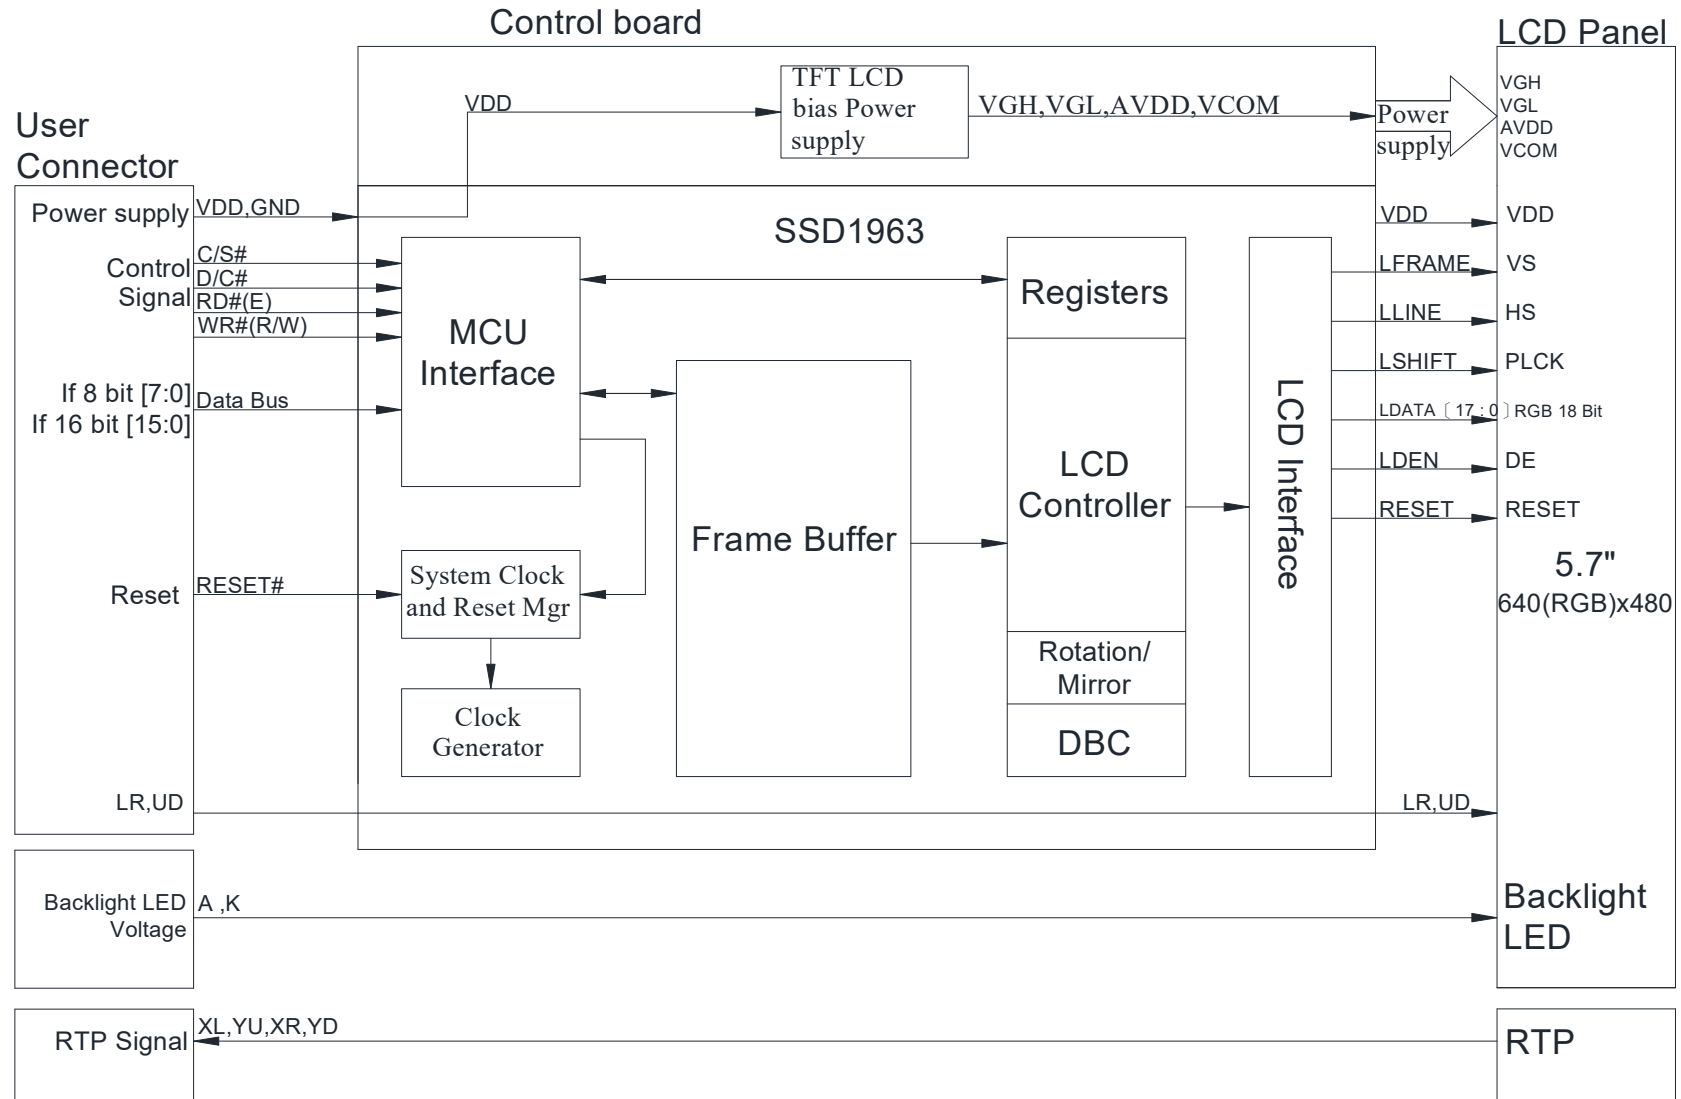 Control board
LCD Panel
User
Connector
VDD
TFT LCD
bias Power
supply
VGH,VGL,AVDD,VCOM
Power
supply
VGH
VGL
AVDD
VCOM
Power supply
VDD,GND
VDD
VDD
Control
Signal
C/S#
D/C#
RD#(E)
WR#(R/W)
SSD1963
MCU
Interface
Registers
LFRAME
VS
LLINE
HS
LSHIFT
PLCK
If 8 bit [7:0]
If 16 bit [15:0]
Data Bus
LCD Interface
LDATA〔17:0〕RGB 18 Bit
LCD
Controller
LDEN
DE
RESET
RESET
Frame Buffer
5.7"
640(RGB)x480
Reset
RESET#
System Clock
and Reset Mgr
Rotation/
Mirror
Clock
Generator
DBC
LR,UD
LR,UD
Backlight LED
Voltage
A ,K
Backlight
LED
RTP Signal
XL,YU,XR,YD
RTP